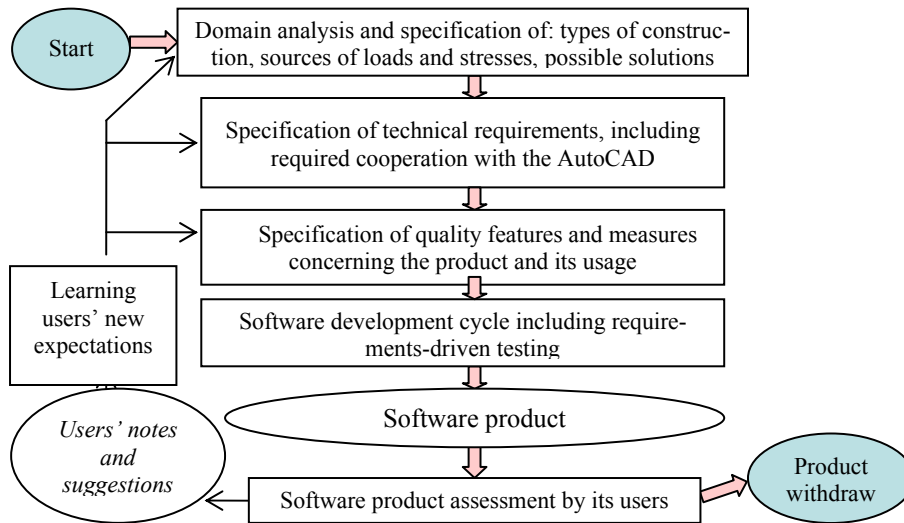 Start
Domain analysis and specification of: types of construc-
tion, sources of loads and stresses, possible solutions
Specification of technical requirements, including
required cooperation with the AutoCAD
Specification of quality features and measures
concerning the product and its usage
Learning
users’ new
expectations
Software development cycle including require-
ments-driven testing
Software product
Users’ notes
and
suggestions
Software product assessment by its users
Product
withdraw